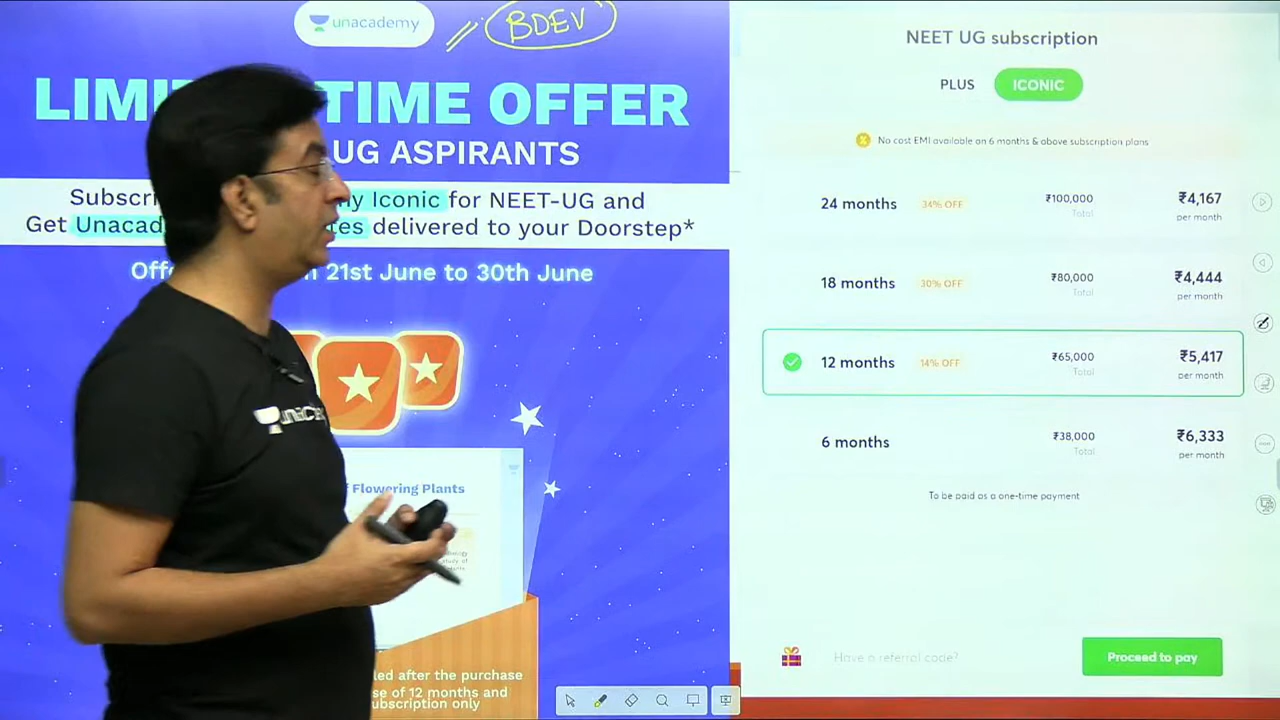 unacademy
BDEV
LIMI TIME OFFER
UG ASPIRANTS
Subscri y Iconic for NEET-UG and
Get Unacad tes delivered to your Doorstep*
Offe 21st June to 30th June
f Flowering Plants
led after the purchase
se of 12 months and
ubscription only
unac
NEET UG subscription
PLUS
ICONIC
No cost EMI available on 6 months & above subscription plans
24 months 34% OFF ₹100,000 ₹4,167
Total per month
18 months 30% OFF ₹80,000 ₹4,444
Total per month
12 months 14% OFF ₹65,000 ₹5,417
Total per month
6 months ₹38,000 ₹6,333
Total per month
To be paid as a one-time payment
Have a referral code?
Proceed to pay